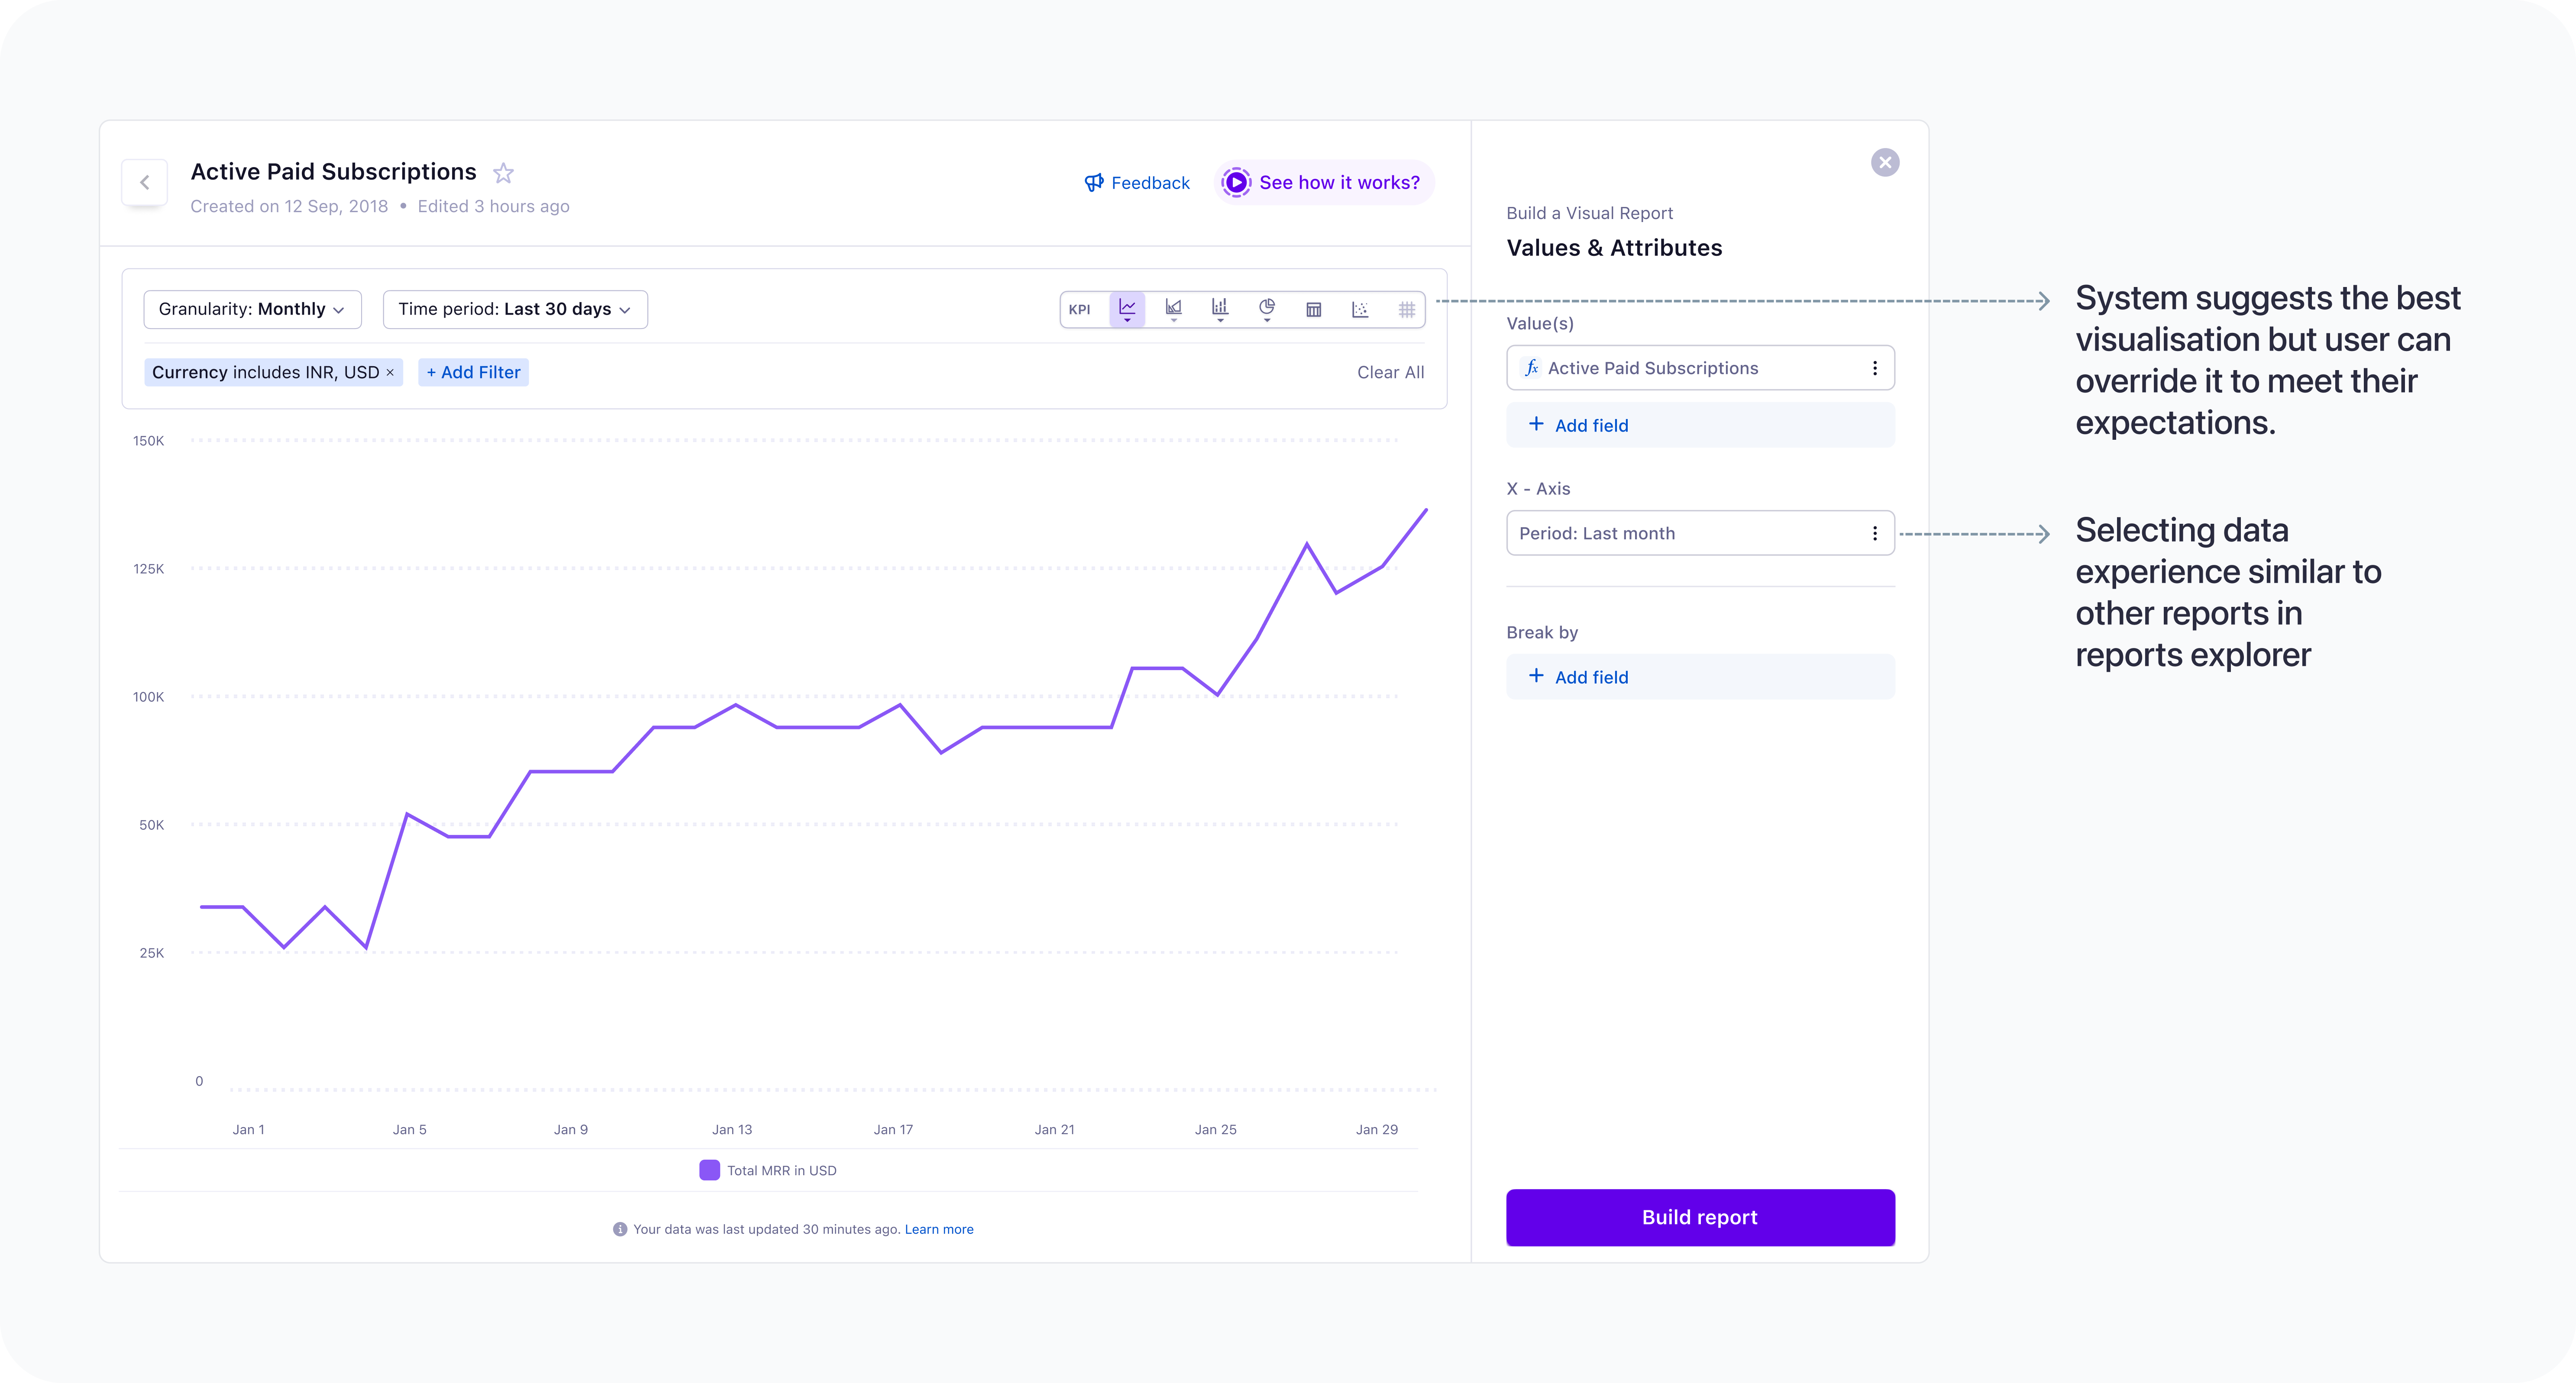 Active Paid Subscriptions
Created on 12 Sep, 2018 • Edited 3 hours ago
Feedback
See how it works?
Granularity: Monthly
Time period: Last 30 days
KPI
Currency includes INR, USD ×
+ Add Filter
Clear All
150K
125K
100K
50K
25K
0
Jan 1
Jan 5
Jan 9
Jan 13
Jan 17
Jan 21
Jan 25
Jan 29
Total MRR in USD
Your data was last updated 30 minutes ago. Learn more
Build a Visual Report
Values & Attributes
Value(s)
fx Active Paid Subscriptions
+ Add field
X - Axis
Period: Last month
Break by
+ Add field
Build report
System suggests the best
visualisation but user can
override it to meet their
expectations.
Selecting data
experience similar to
other reports in
reports explorer